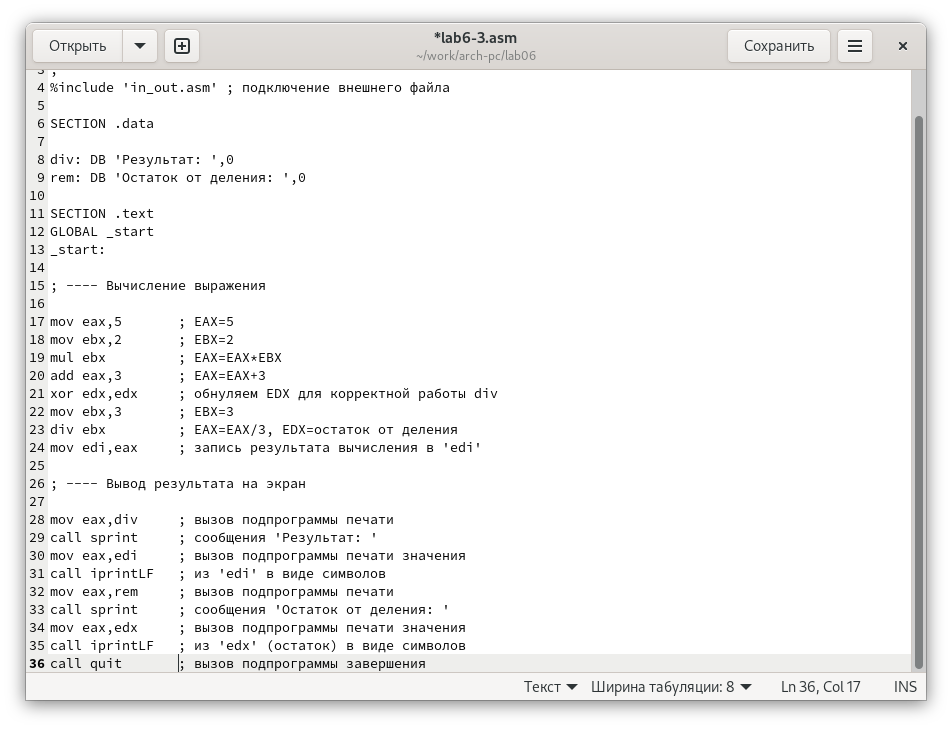 Открыть
*lab6-3.asm
~/work/arch-pc/lab06
Сохранить
3 ;
4 %include 'in_out.asm' ; подключение внешнего файла
5
6 SECTION .data
7
8 div: DB 'Результат: ',0
9 rem: DB 'Остаток от деления: ',0
10
11 SECTION .text
12 GLOBAL _start
13 _start:
14
15 ; ---- Вычисление выражения
16
17 mov eax,5       ; EAX=5
18 mov ebx,2       ; EBX=2
19 mul ebx         ; EAX=EAX*EBX
20 add eax,3       ; EAX=EAX+3
21 xor edx,edx     ; обнуляем EDX для корректной работы div
22 mov ebx,3       ; EBX=3
23 div ebx         ; EAX=EAX/3, EDX=остаток от деления
24 mov edi,eax     ; запись результата вычисления в 'edi'
25
26 ; ---- Вывод результата на экран
27
28 mov eax,div     ; вызов подпрограммы печати
29 call sprint     ; сообщения 'Результат: '
30 mov eax,edi     ; вызов подпрограммы печати значения
31 call iprintLF   ; из 'edi' в виде символов
32 mov eax,rem     ; вызов подпрограммы печати
33 call sprint     ; сообщения 'Остаток от деления: '
34 mov eax,edx     ; вызов подпрограммы печати значения
35 call iprintLF   ; из 'edx' (остаток) в виде символов
36 call quit       ; вызов подпрограммы завершения
Текст Ширина табуляции: 8 Ln 36, Col 17 INS